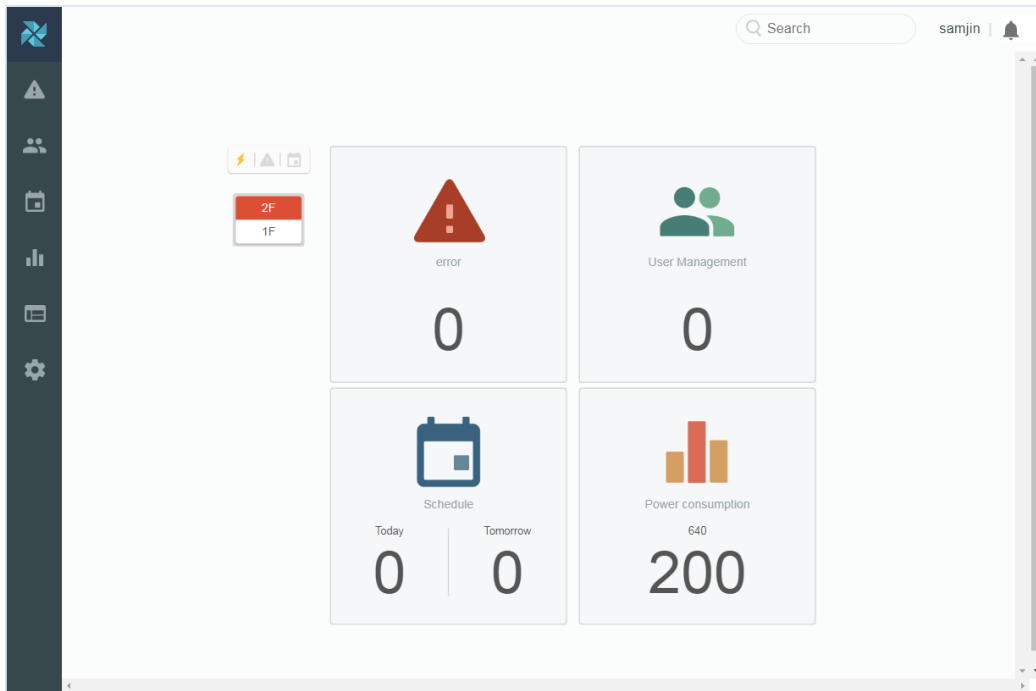 Search
samjin
2F
1F
error
0
User Management
0
Schedule
Today
Tomorrow
0
0
Power consumption
640
200